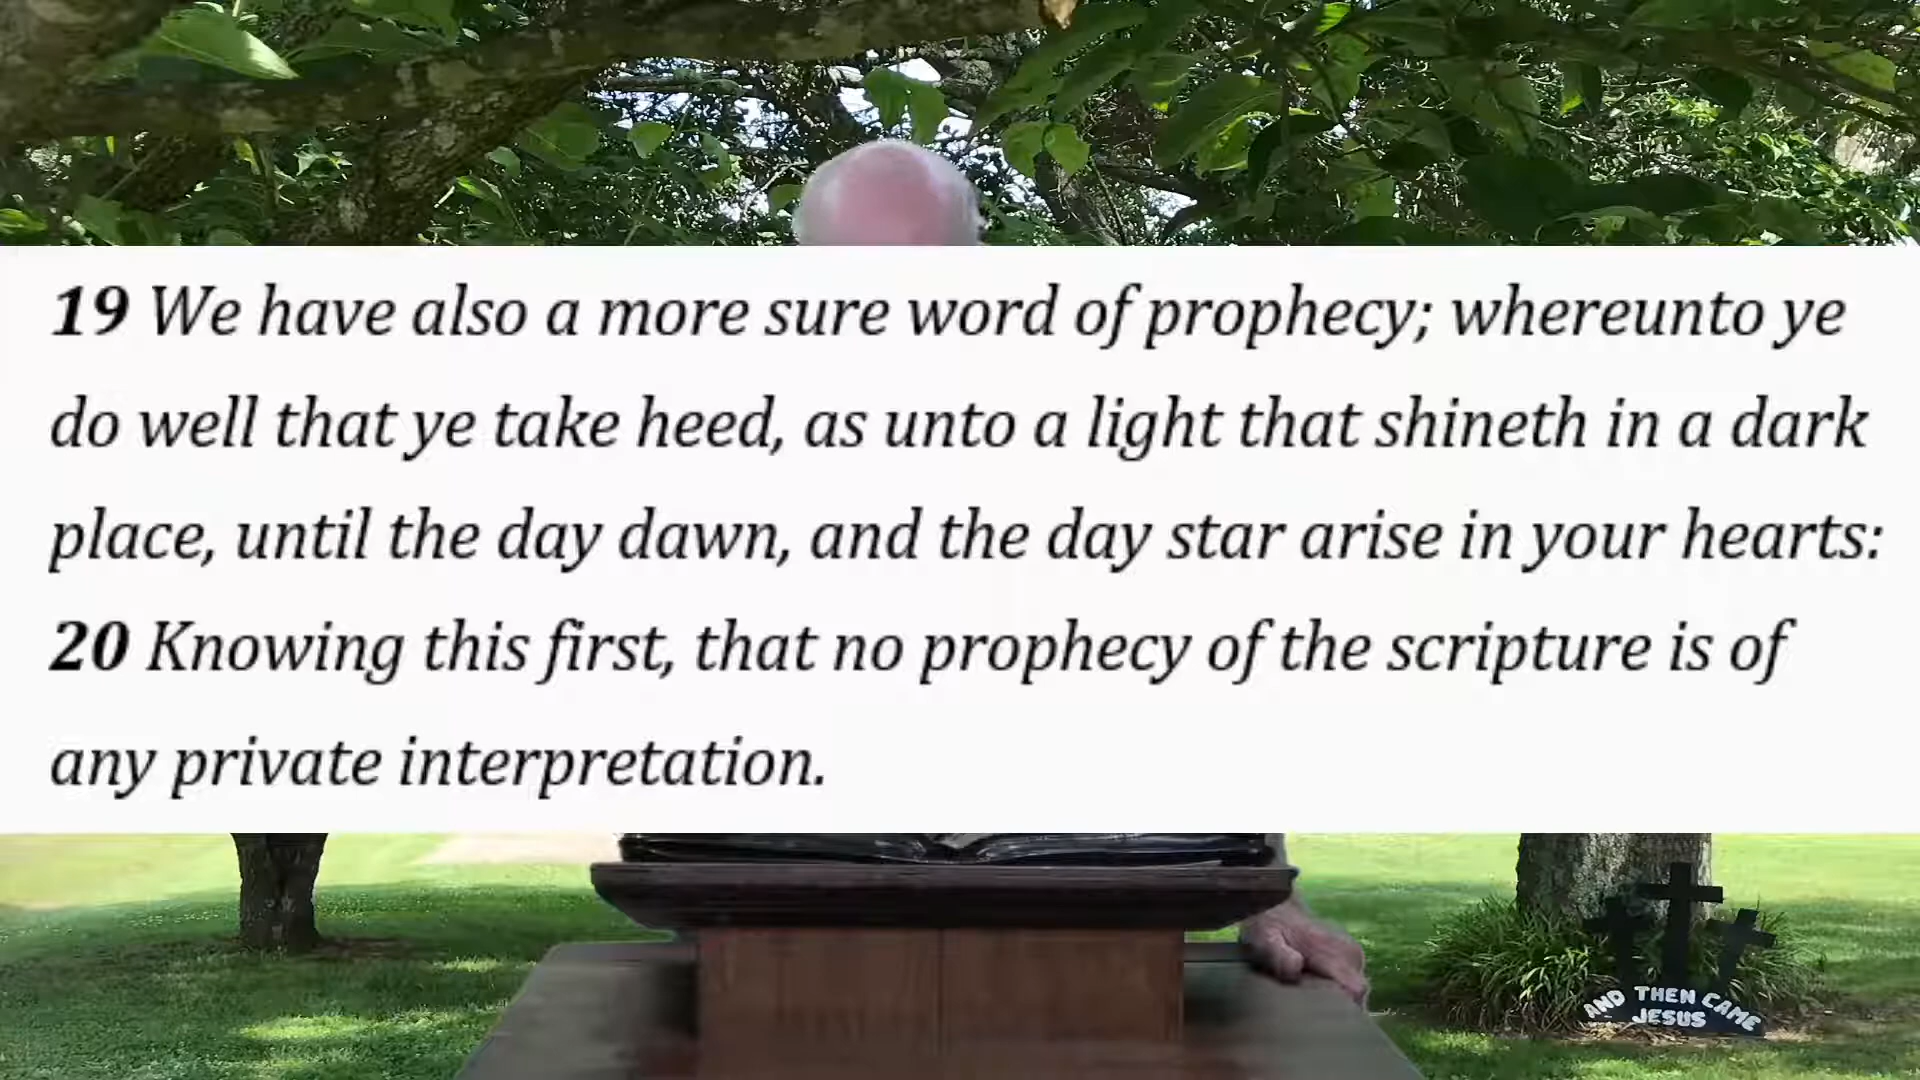 19 We have also a more sure word of prophecy; whereunto ye
do well that ye take heed, as unto a light that shineth in a dark
place, until the day dawn, and the day star arise in your hearts:
20 Knowing this first, that no prophecy of the scripture is of
any private interpretation.
AND THEN CAME
JESUS